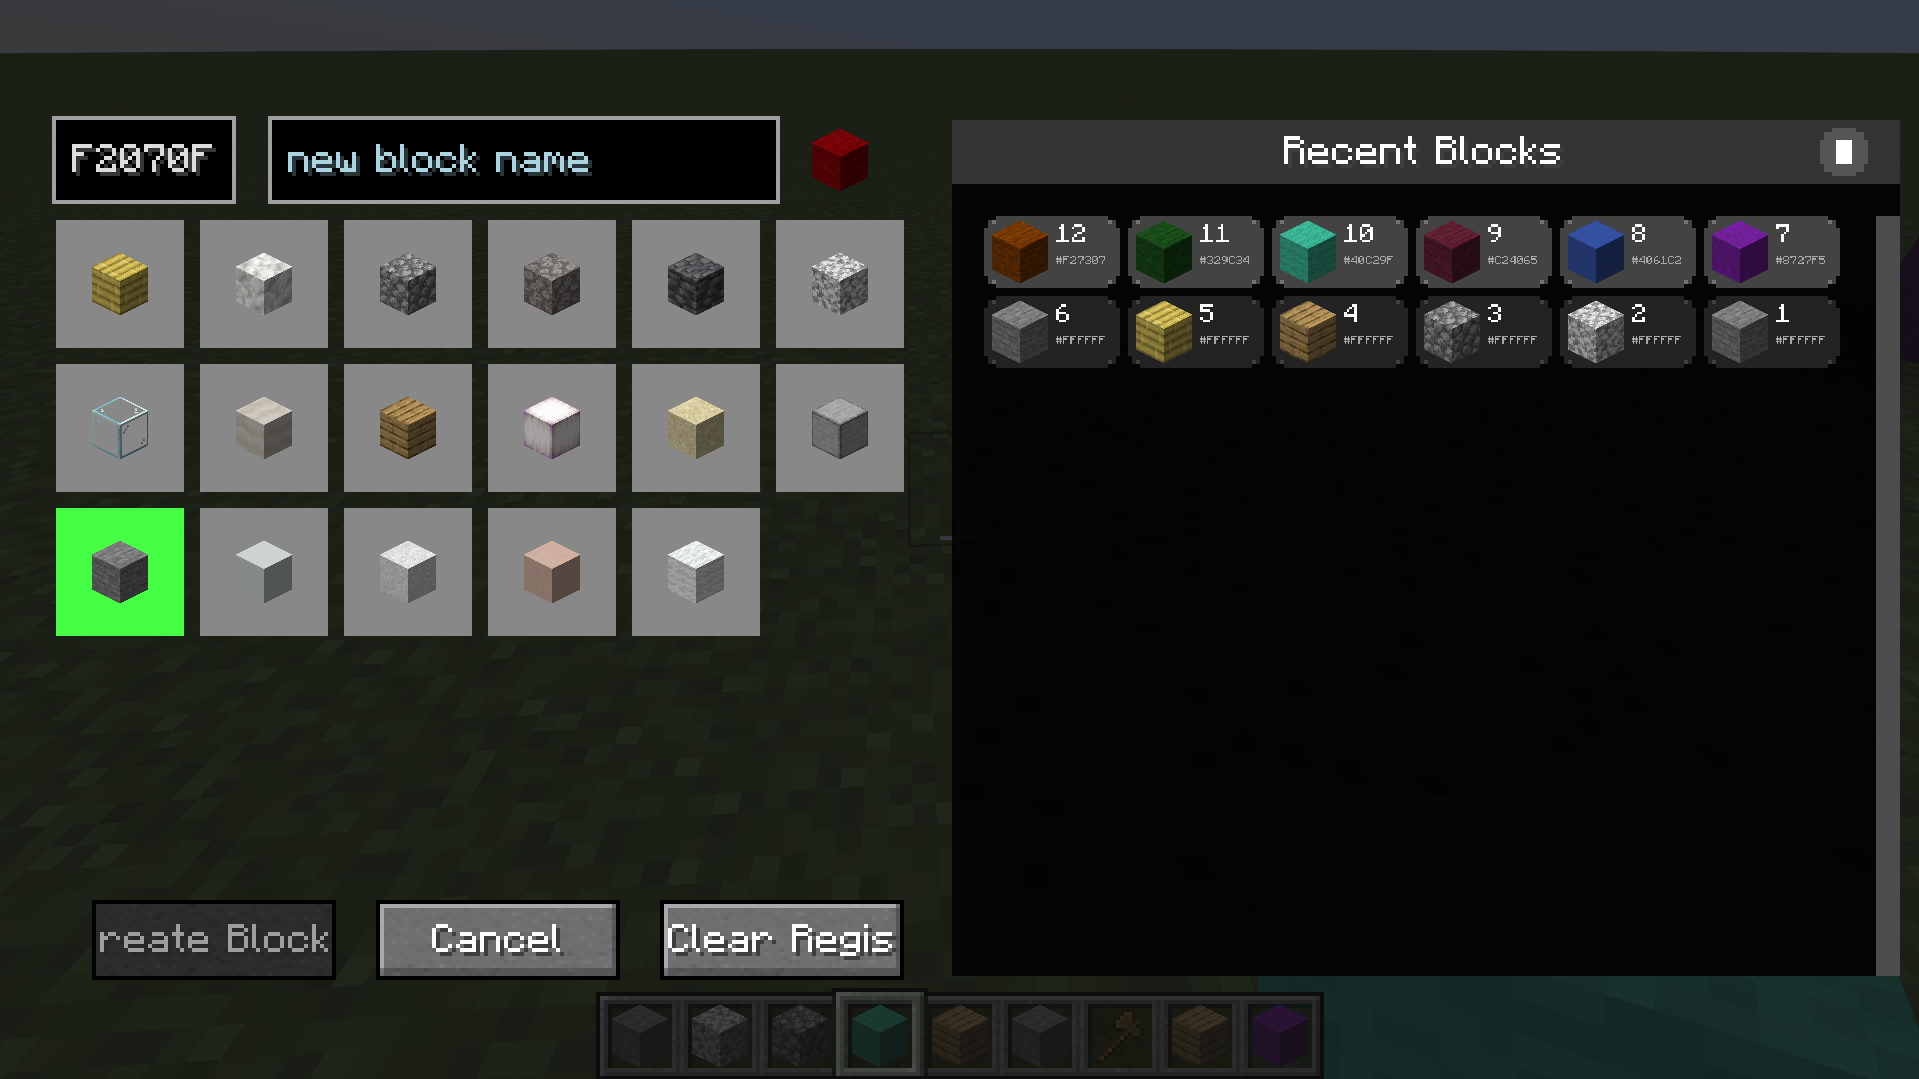 F2070F
new block name
Recent Blocks
12
#F27307
11
#329C34
10
#40C29F
9
#C24065
8
#4061C2
7
#8727F5
6
#FFFFFF
5
#FFFFFF
4
#FFFFFF
3
#FFFFFF
2
#FFFFFF
1
#FFFFFF
reate Block
Cancel
Clear Regis